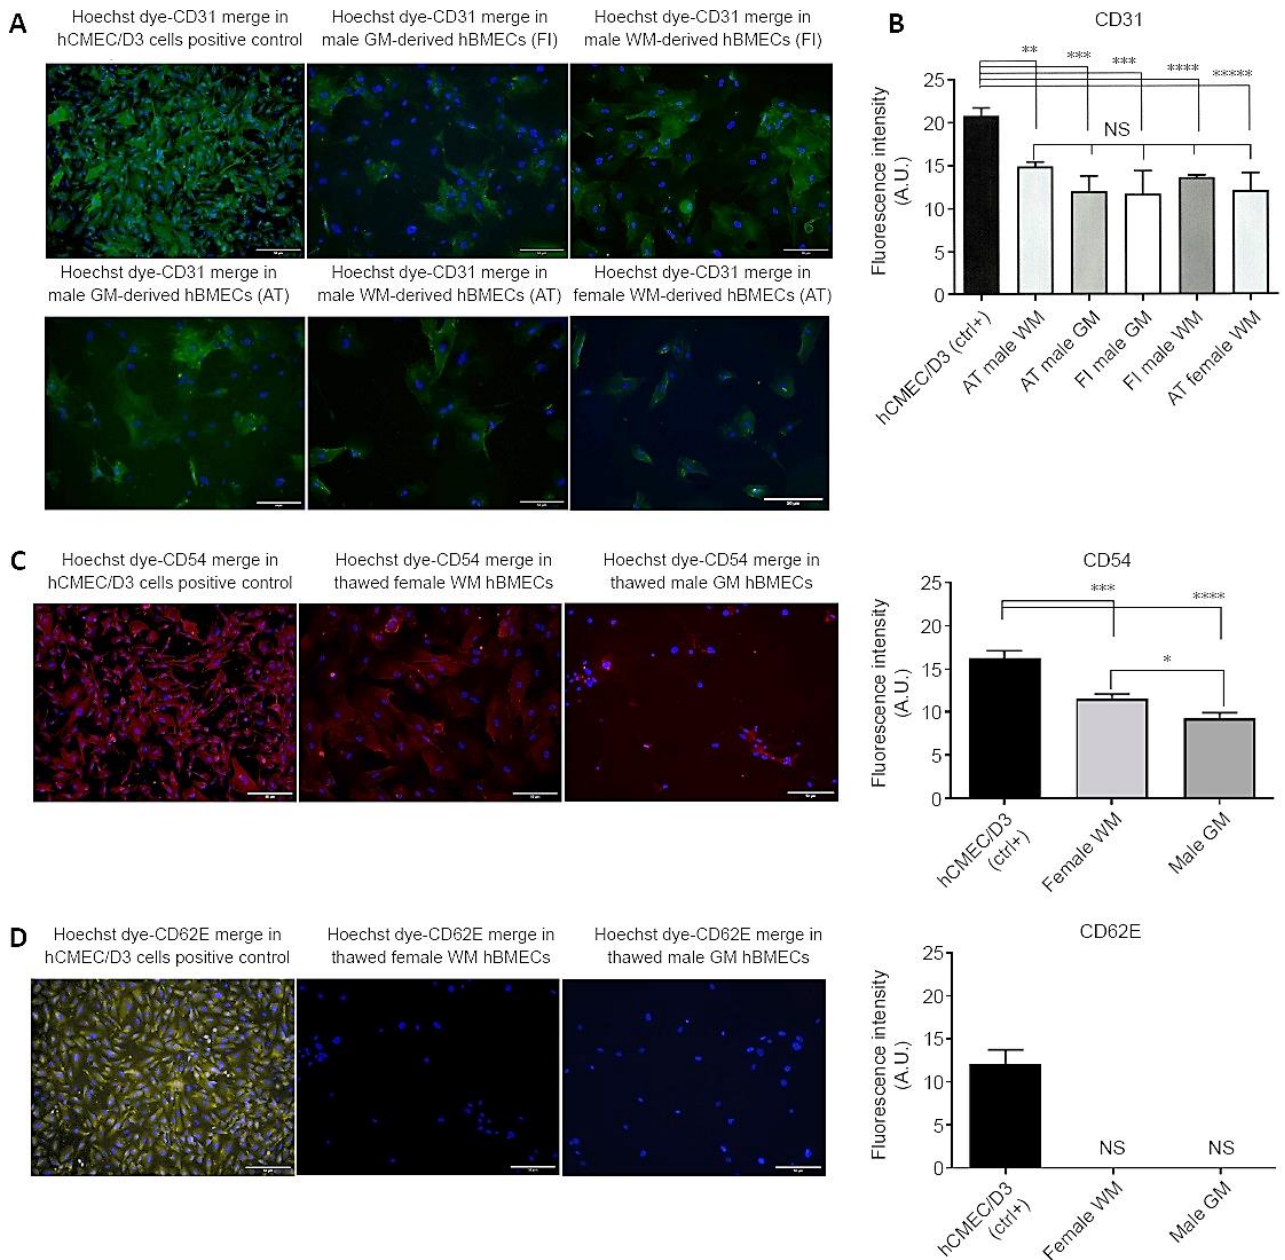 A
Hoechst dye-CD31 merge in
hCMEC/D3 cells positive control
Hoechst dye-CD31 merge in
male GM-derived hBMECs (FI)
Hoechst dye-CD31 merge in
male WM-derived hBMECs (FI)
Hoechst dye-CD31 merge in
male GM-derived hBMECs (AT)
Hoechst dye-CD31 merge in
male WM-derived hBMECs (AT)
Hoechst dye-CD31 merge in
female WM-derived hBMECs (AT)
B
CD31
** *** *** **** *****
NS
Fluorescence intensity
(A.U.)
25
20
15
10
5
0
hCMEC/D3 (ctrl+)
AT male WM
AT male GM
FI male GM
FI male WM
AT female WM
C
Hoechst dye-CD54 merge in
hCMEC/D3 cells positive control
Hoechst dye-CD54 merge in
thawed female WM hBMECs
Hoechst dye-CD54 merge in
thawed male GM hBMECs
CD54
*** ****
*
Fluorescence intensity
(A.U.)
25
20
15
10
5
0
hCMEC/D3
(ctrl+)
Female WM
Male GM
D
Hoechst dye-CD62E merge in
hCMEC/D3 cells positive control
Hoechst dye-CD62E merge in
thawed female WM hBMECs
Hoechst dye-CD62E merge in
thawed male GM hBMECs
CD62E
Fluorescence intensity
(A.U.)
25
20
15
10
5
0
NS NS
hCMEC/D3
(ctrl+)
Female WM
Male GM